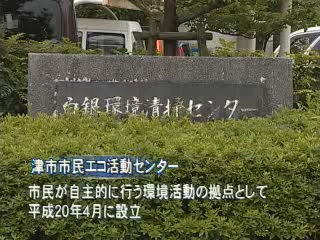 白銀環境清掃センター
津市市民エコ活動センター
市民が自主的に行う環境活動の拠点として
平成20年4月に設立